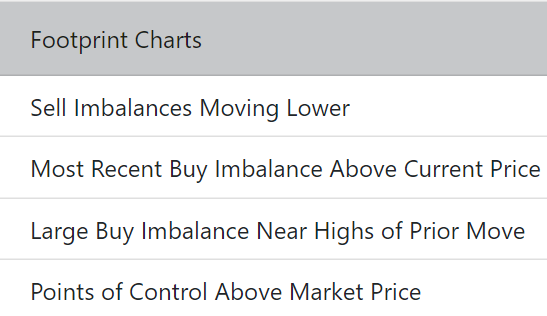 Footprint Charts
Sell Imbalances Moving Lower
Most Recent Buy Imbalance Above Current Price
Large Buy Imbalance Near Highs of Prior Move
Points of Control Above Market Price